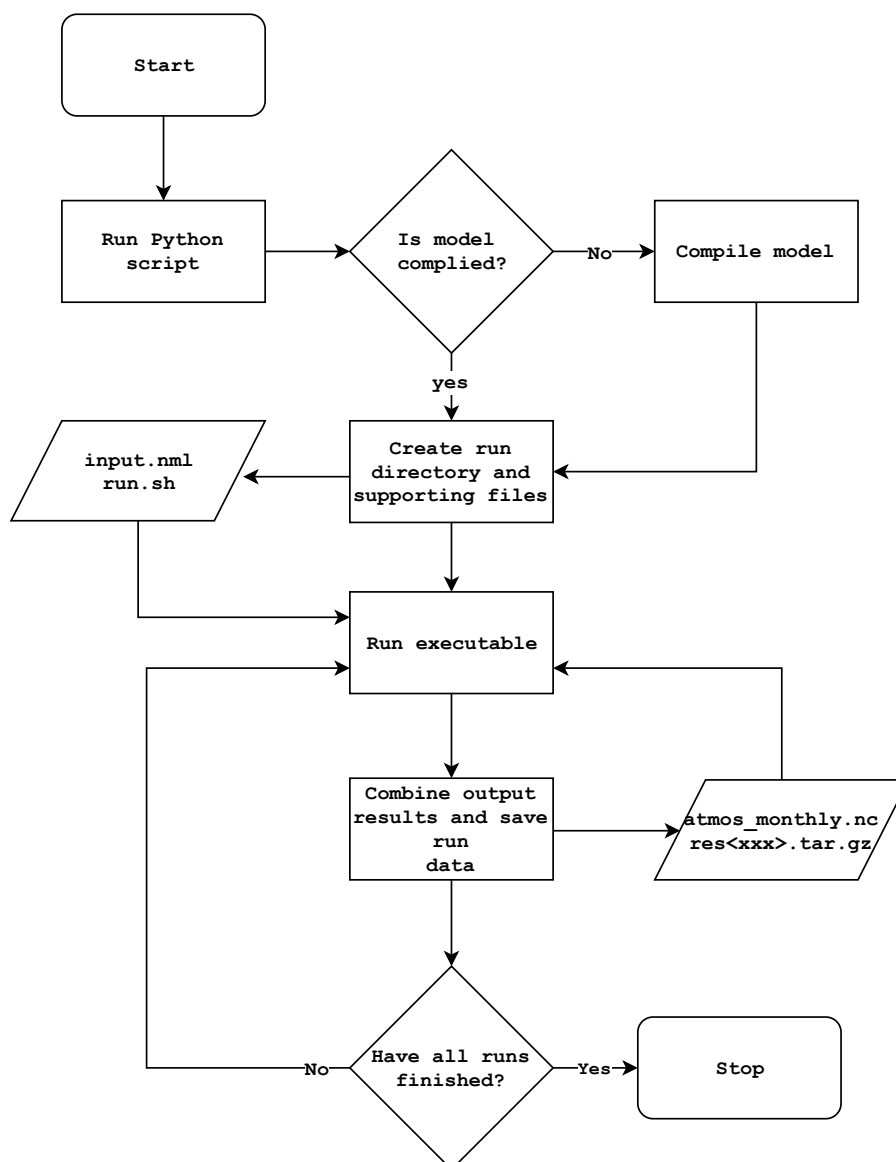 Start
Run Python
script
Is model
complied?
No
Compile model
yes
input.nml
run.sh
Create run
directory and
supporting files
Run executable
Combine output
results and save
run
data
atmos_monthly.nc
res<xxx>.tar.gz
No
Have all runs
finished?
Yes
Stop